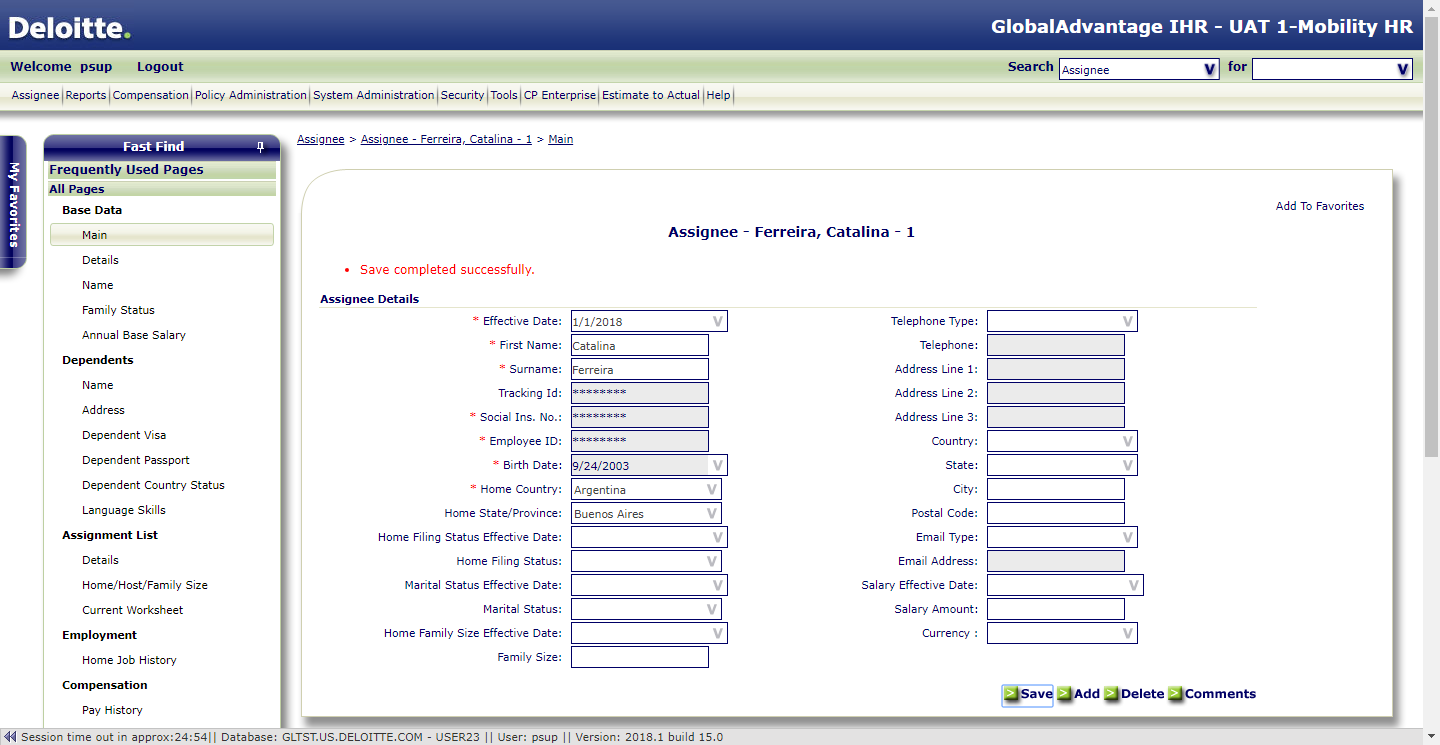 Deloitte.
GlobalAdvantage IHR - UAT 1-Mobility HR
Welcome psup Logout
Search Assignee V for V
Assignee Reports Compensation Policy Administration System Administration Security Tools CP Enterprise Estimate to Actual Help
My Favorites
Fast Find
Frequently Used Pages
All Pages
Base Data
Main
Details
Name
Family Status
Annual Base Salary
Dependents
Name
Address
Dependent Visa
Dependent Passport
Dependent Country Status
Language Skills
Assignment List
Details
Home/Host/Family Size
Current Worksheet
Employment
Home Job History
Compensation
Pay History
Assignee > Assignee - Ferreira, Catalina - 1 > Main
Add To Favorites
Assignee - Ferreira, Catalina - 1
• Save completed successfully.
Assignee Details
* Effective Date: 1/1/2018 V
* First Name: Catalina
* Surname: Ferreira
Tracking Id: ********
* Social Ins. No.: ********
* Employee ID: ********
* Birth Date: 9/24/2003 V
* Home Country: Argentina V
Home State/Province: Buenos Aires V
Home Filing Status Effective Date: V
Home Filing Status: V
Marital Status Effective Date: V
Marital Status: V
Home Family Size Effective Date: V
Family Size:
Telephone Type: V
Telephone:
Address Line 1:
Address Line 2:
Address Line 3:
Country: V
State: V
City:
Postal Code:
Email Type: V
Email Address:
Salary Effective Date: V
Salary Amount:
Currency : V
Save Add Delete Comments
Session time out in approx:24:54|| Database: GLTST.US.DELOITTE.COM - USER23 || User: psup || Version: 2018.1 build 15.0